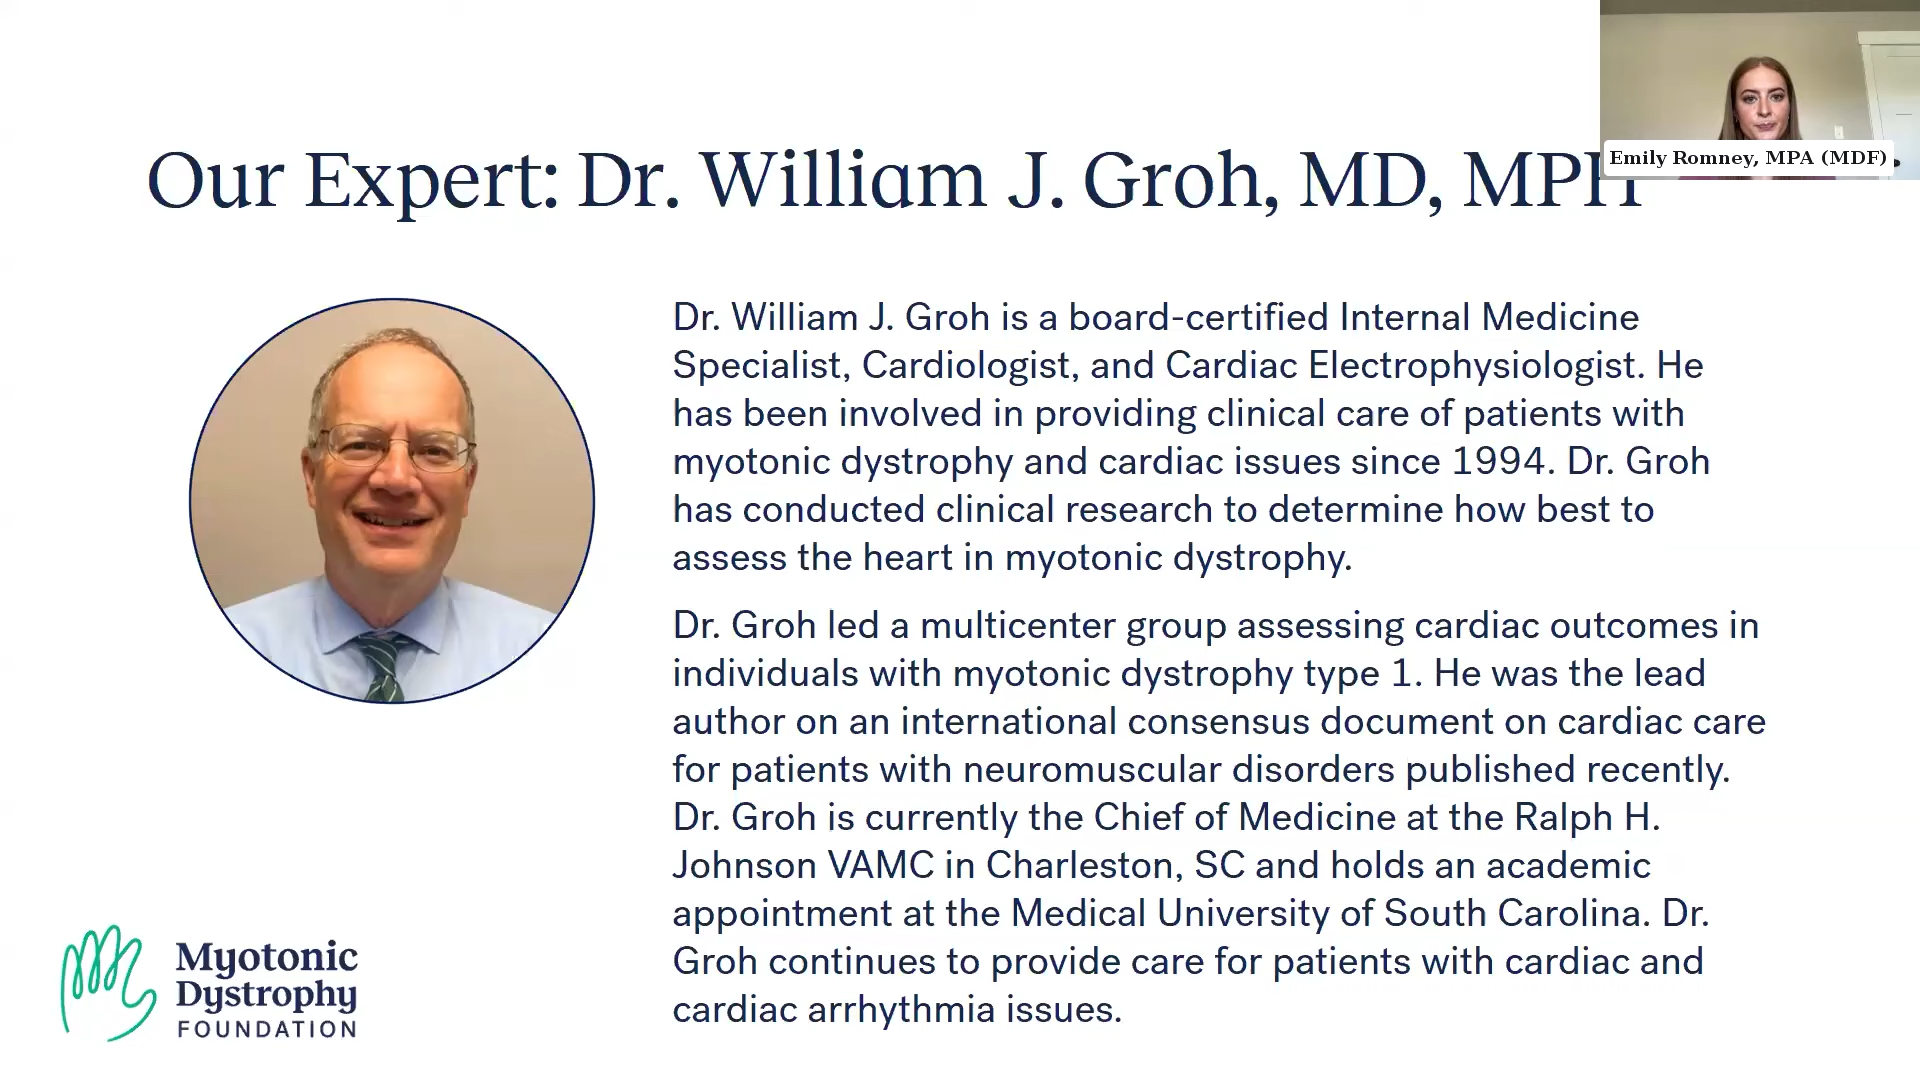 Our Expert: Dr. William J. Groh, MD, MPH
Emily Romney, MPA (MDF)
Dr. William J. Groh is a board-certified Internal Medicine
Specialist, Cardiologist, and Cardiac Electrophysiologist. He
has been involved in providing clinical care of patients with
myotonic dystrophy and cardiac issues since 1994. Dr. Groh
has conducted clinical research to determine how best to
assess the heart in myotonic dystrophy.
Dr. Groh led a multicenter group assessing cardiac outcomes in
individuals with myotonic dystrophy type 1. He was the lead
author on an international consensus document on cardiac care
for patients with neuromuscular disorders published recently.
Dr. Groh is currently the Chief of Medicine at the Ralph H.
Johnson VAMC in Charleston, SC and holds an academic
appointment at the Medical University of South Carolina. Dr.
Groh continues to provide care for patients with cardiac and
cardiac arrhythmia issues.
Myotonic
Dystrophy
FOUNDATION